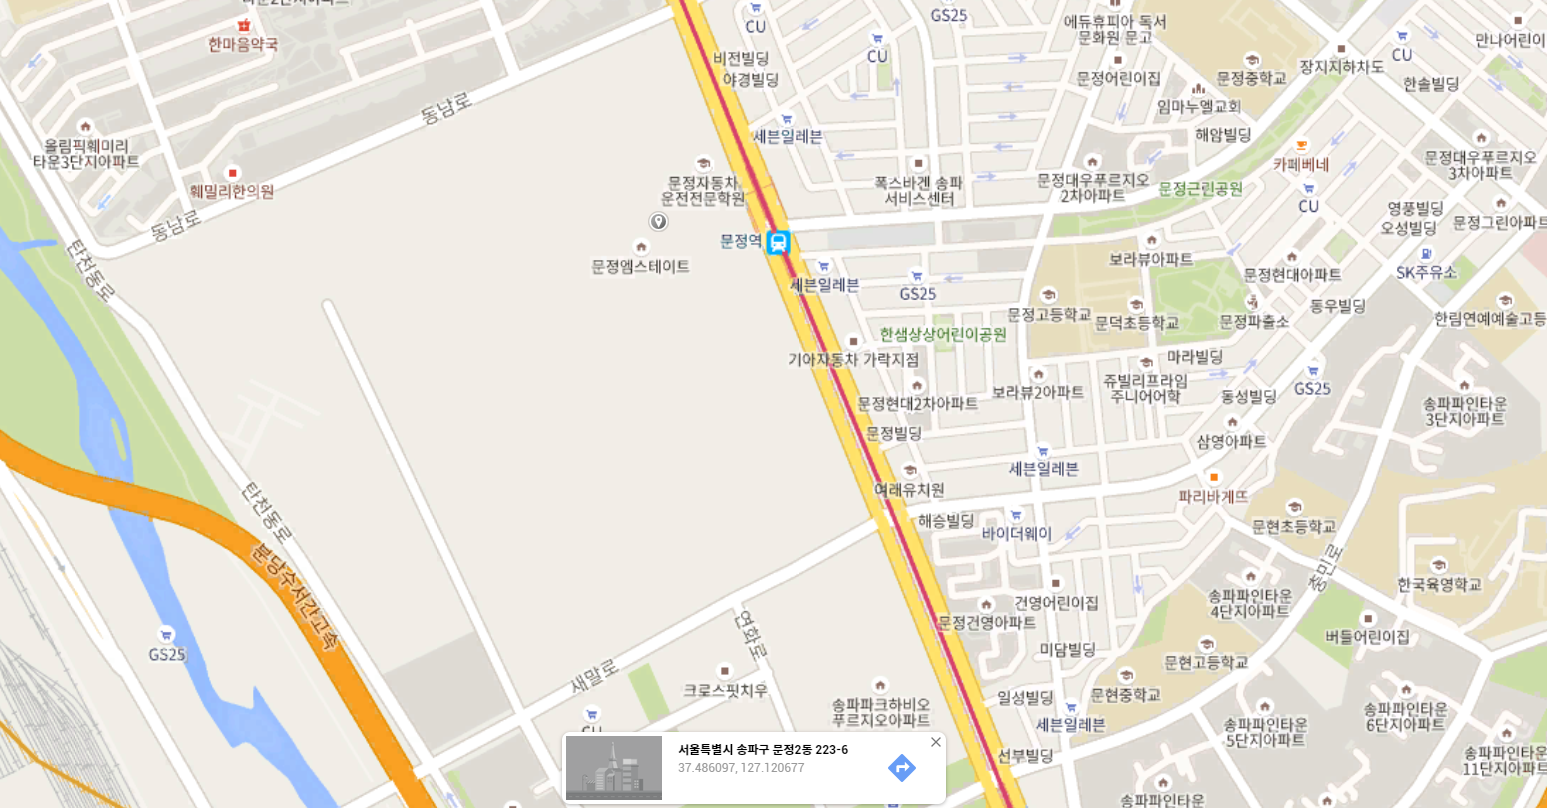 GS25
CU
한마음약국
에듀휴피아 독서
문화원 문고
만나어린이
CU
CU
비전빌딩
야경빌딩
문정어린이집
문정중학교
장지지하차도
한솔빌딩
동남로
임마누엘교회
세븐일레븐
해암빌딩
올림픽훼미리
타운3단지아파트
카페베네
문정대우푸르지오
3차아파트
훼밀리한의원
문정자동차
운전전문학원
폭스바겐 송파
서비스센터
문정대우푸르지오
2차아파트
문정근린공원
CU
영풍빌딩
오성빌딩
문정그린아파트
동남로
문정역
탄천동로
문정엠스테이트
보라뷰아파트
문정현대아파트
SK주유소
세븐일레븐
GS25
동우빌딩
문정고등학교
문덕초등학교
문정파출소
한림연예예술고등
한샘상상어린이공원
기아자동차 가락지점
마라빌딩
쥬빌리프라임
주니어어학
보라뷰2아파트
GS25
동성빌딩
문정현대2차아파트
송파파인타운
3단지아파트
문정빌딩
삼영아파트
세븐일레븐
여래유치원
파리바게뜨
탄천동로
해승빌딩
바이더웨이
문현초등학교
분당수서간고속
충민로
한국육영학교
송파파인타운
4단지아파트
건영어린이집
문정건영아파트
버들어린이집
연화로
GS25
미담빌딩
문현고등학교
새말로
크로스핏치우
문현중학교
일성빌딩
송파파크하비오
푸르지오아파트
세븐일레븐
송파파인타운
5단지아파트
송파파인타운
6단지아파트
CU
선부빌딩
송파파인타운
11단지아파트
서울특별시 송파구 문정2동 223-6
37.486097, 127.120677
송파파인타운